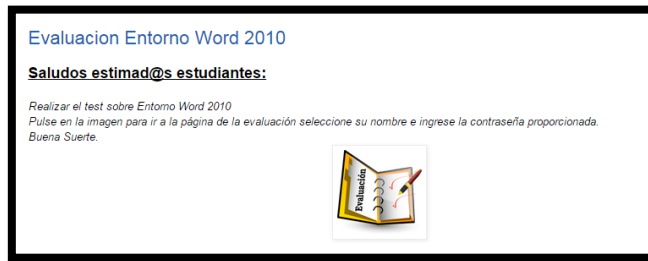 Evaluacion Entorno Word 2010
Saludos estimad@s estudiantes:
Realizar el test sobre Entorno Word 2010
Pulse en la imagen para ir a la página de la evaluación seleccione su nombre e ingrese la contraseña proporcionada.
Buena Suerte.
Evaluación